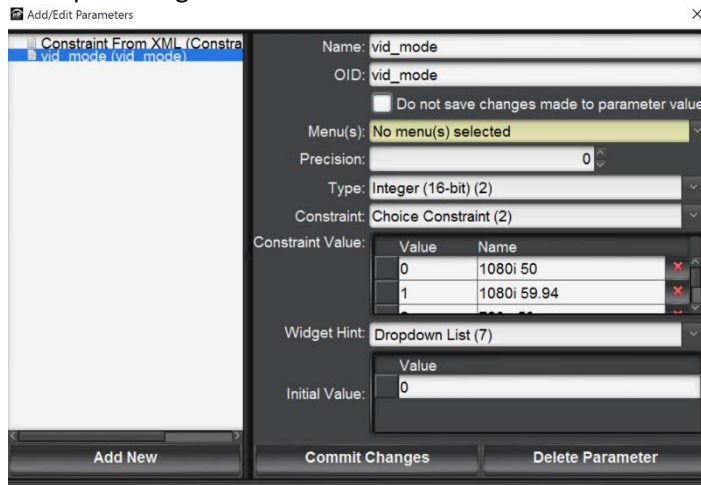 Add/Edit Parameters
Constraint From XML (Constra
vid_mode (vid_mode)
Add New
Name: vid_mode
OID: vid_mode
Do not save changes made to parameter value
Menu(s): No menu(s) selected
Precision: 0
Type: Integer (16-bit) (2)
Constraint: Choice Constraint (2)
Constraint Value: Value Name
0 1080i 50
1 1080i 59.94
Widget Hint: Dropdown List (7)
Value
Initial Value: 0
Commit Changes Delete Parameter